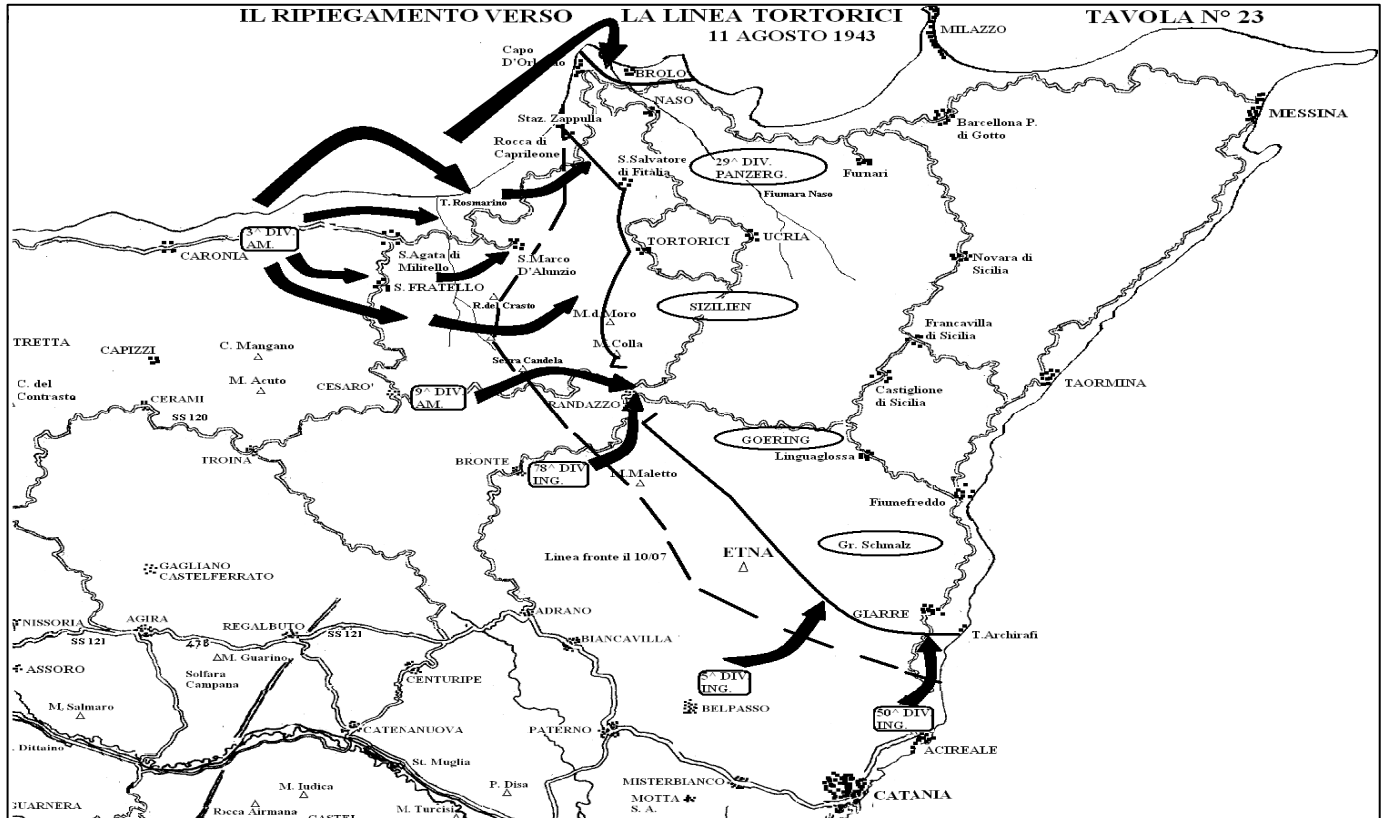 IL RIPIEGAMENTO VERSO LA LINEA TORTORICI
11 AGOSTO 1943
TAVOLA N° 23
MILAZZO
Capo
D'Orlando
BROLO
NASO
MESSINA
Staz. Zappulla
Barcellona P.
di Gotto
Rocca di
Caprileone
S.Salvatore
di Fitàlia
29^ DIV.
PANZERG.
Furnari
Fiumara Naso
T. Rosmarino
3^ DIV
AM.
CARONIA
S.Agata di
Militello
S.Marco
D'Alunzio
TORTORICI
UCRIA
Novara di
Sicilia
S. FRATELLO
R.del Crasto
SIZILIEN
M.d.Moro
Francavilla
di Sicilia
TRETTA
CAPIZZI
C. Mangano
M. Colla
Serra Candela
C. del
Contrasto
M. Acuto
CESARO'
9^ DIV.
AM.
RANDAZZO
Castiglione
di Sicilia
TAORMINA
CERAMI
SS 120
GOERING
TROINA
BRONTE
78^ DIV
ING.
M.Maletto
Linguaglossa
Fiumefreddo
Linea fronte il 10/07
ETNA
Gr. Schmalz
GAGLIANO
CASTELFERRATO
ADRANO
GIARRE
NISSORIA
AGIRA
REGALBUTO
SS 121
SS 121
T.Archirafi
BIANCAVILLA
478
M. Guarino
ASSORO
Solfara
Campana
CENTURIPE
5^ DIV
ING.
M. Salmaro
BELPASSO
50^ DIV
ING.
CATENANUOVA
PATERNO
ACIREALE
. Dittaino
St. Muglia
M. Iudica
P. Disa
MISTERBIANCO
MOTTA
S. A.
CATANIA
GUARNERA
Rocca Airmana
M. Turcisi
CASTEL